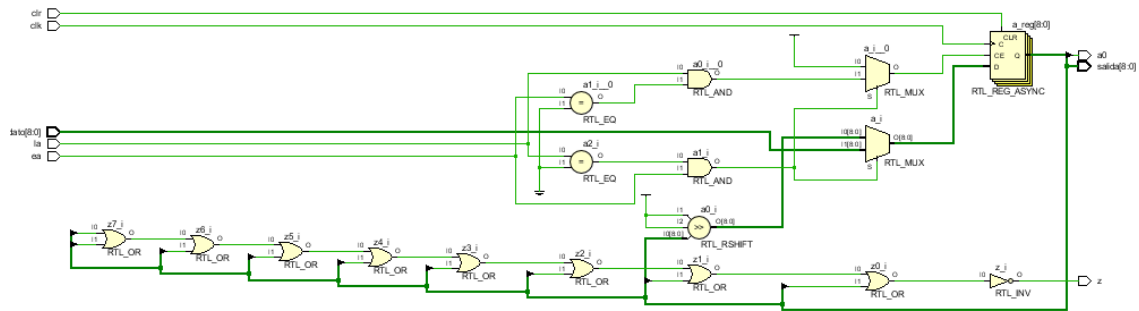 clr
clk
a_reg[8:0]
CLR
C
CE
D
Q
RTL_REG_ASYNC
a0
salida[8:0]
a_i__0
I0
I1
S
O
RTL_MUX
a0_i__0
I0
I1
O
RTL_AND
a1_i__0
I0
I1
O
=
RTL_EQ
dato[8:0]
la
ea
a_i
I0[8:0]
I1[8:0]
S
O[8:0]
RTL_MUX
a2_i
I0
I1
O
=
RTL_EQ
a1_i
I0
I1
O
RTL_AND
a0_i
I1
I2
I0[8:0]
O[8:0]
>>
RTL_RSHIFT
z7_i
I0
I1
O
RTL_OR
z6_i
I0
I1
O
RTL_OR
z5_i
I0
I1
O
RTL_OR
z4_i
I0
I1
O
RTL_OR
z3_i
I0
I1
O
RTL_OR
z2_i
I0
I1
O
RTL_OR
z1_i
I0
I1
O
RTL_OR
z0_i
I0
I1
O
RTL_OR
z_i
I0
O
RTL_INV
z